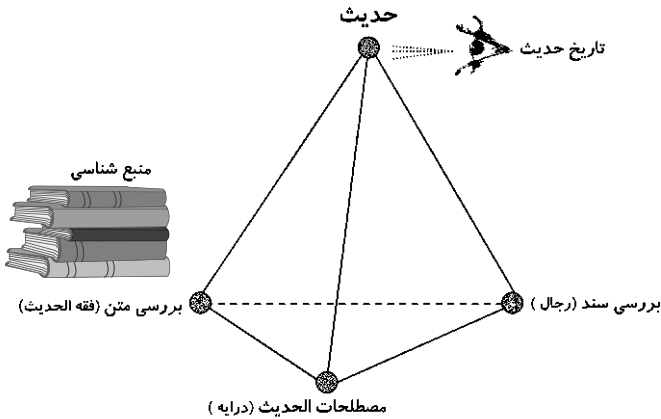 حدیث
تاریخ حدیث
منبع شناسی
بررسی سند (رجال )
بررسی متن (فقه الحدیث)
مصطلحات الحدیث (درایه )